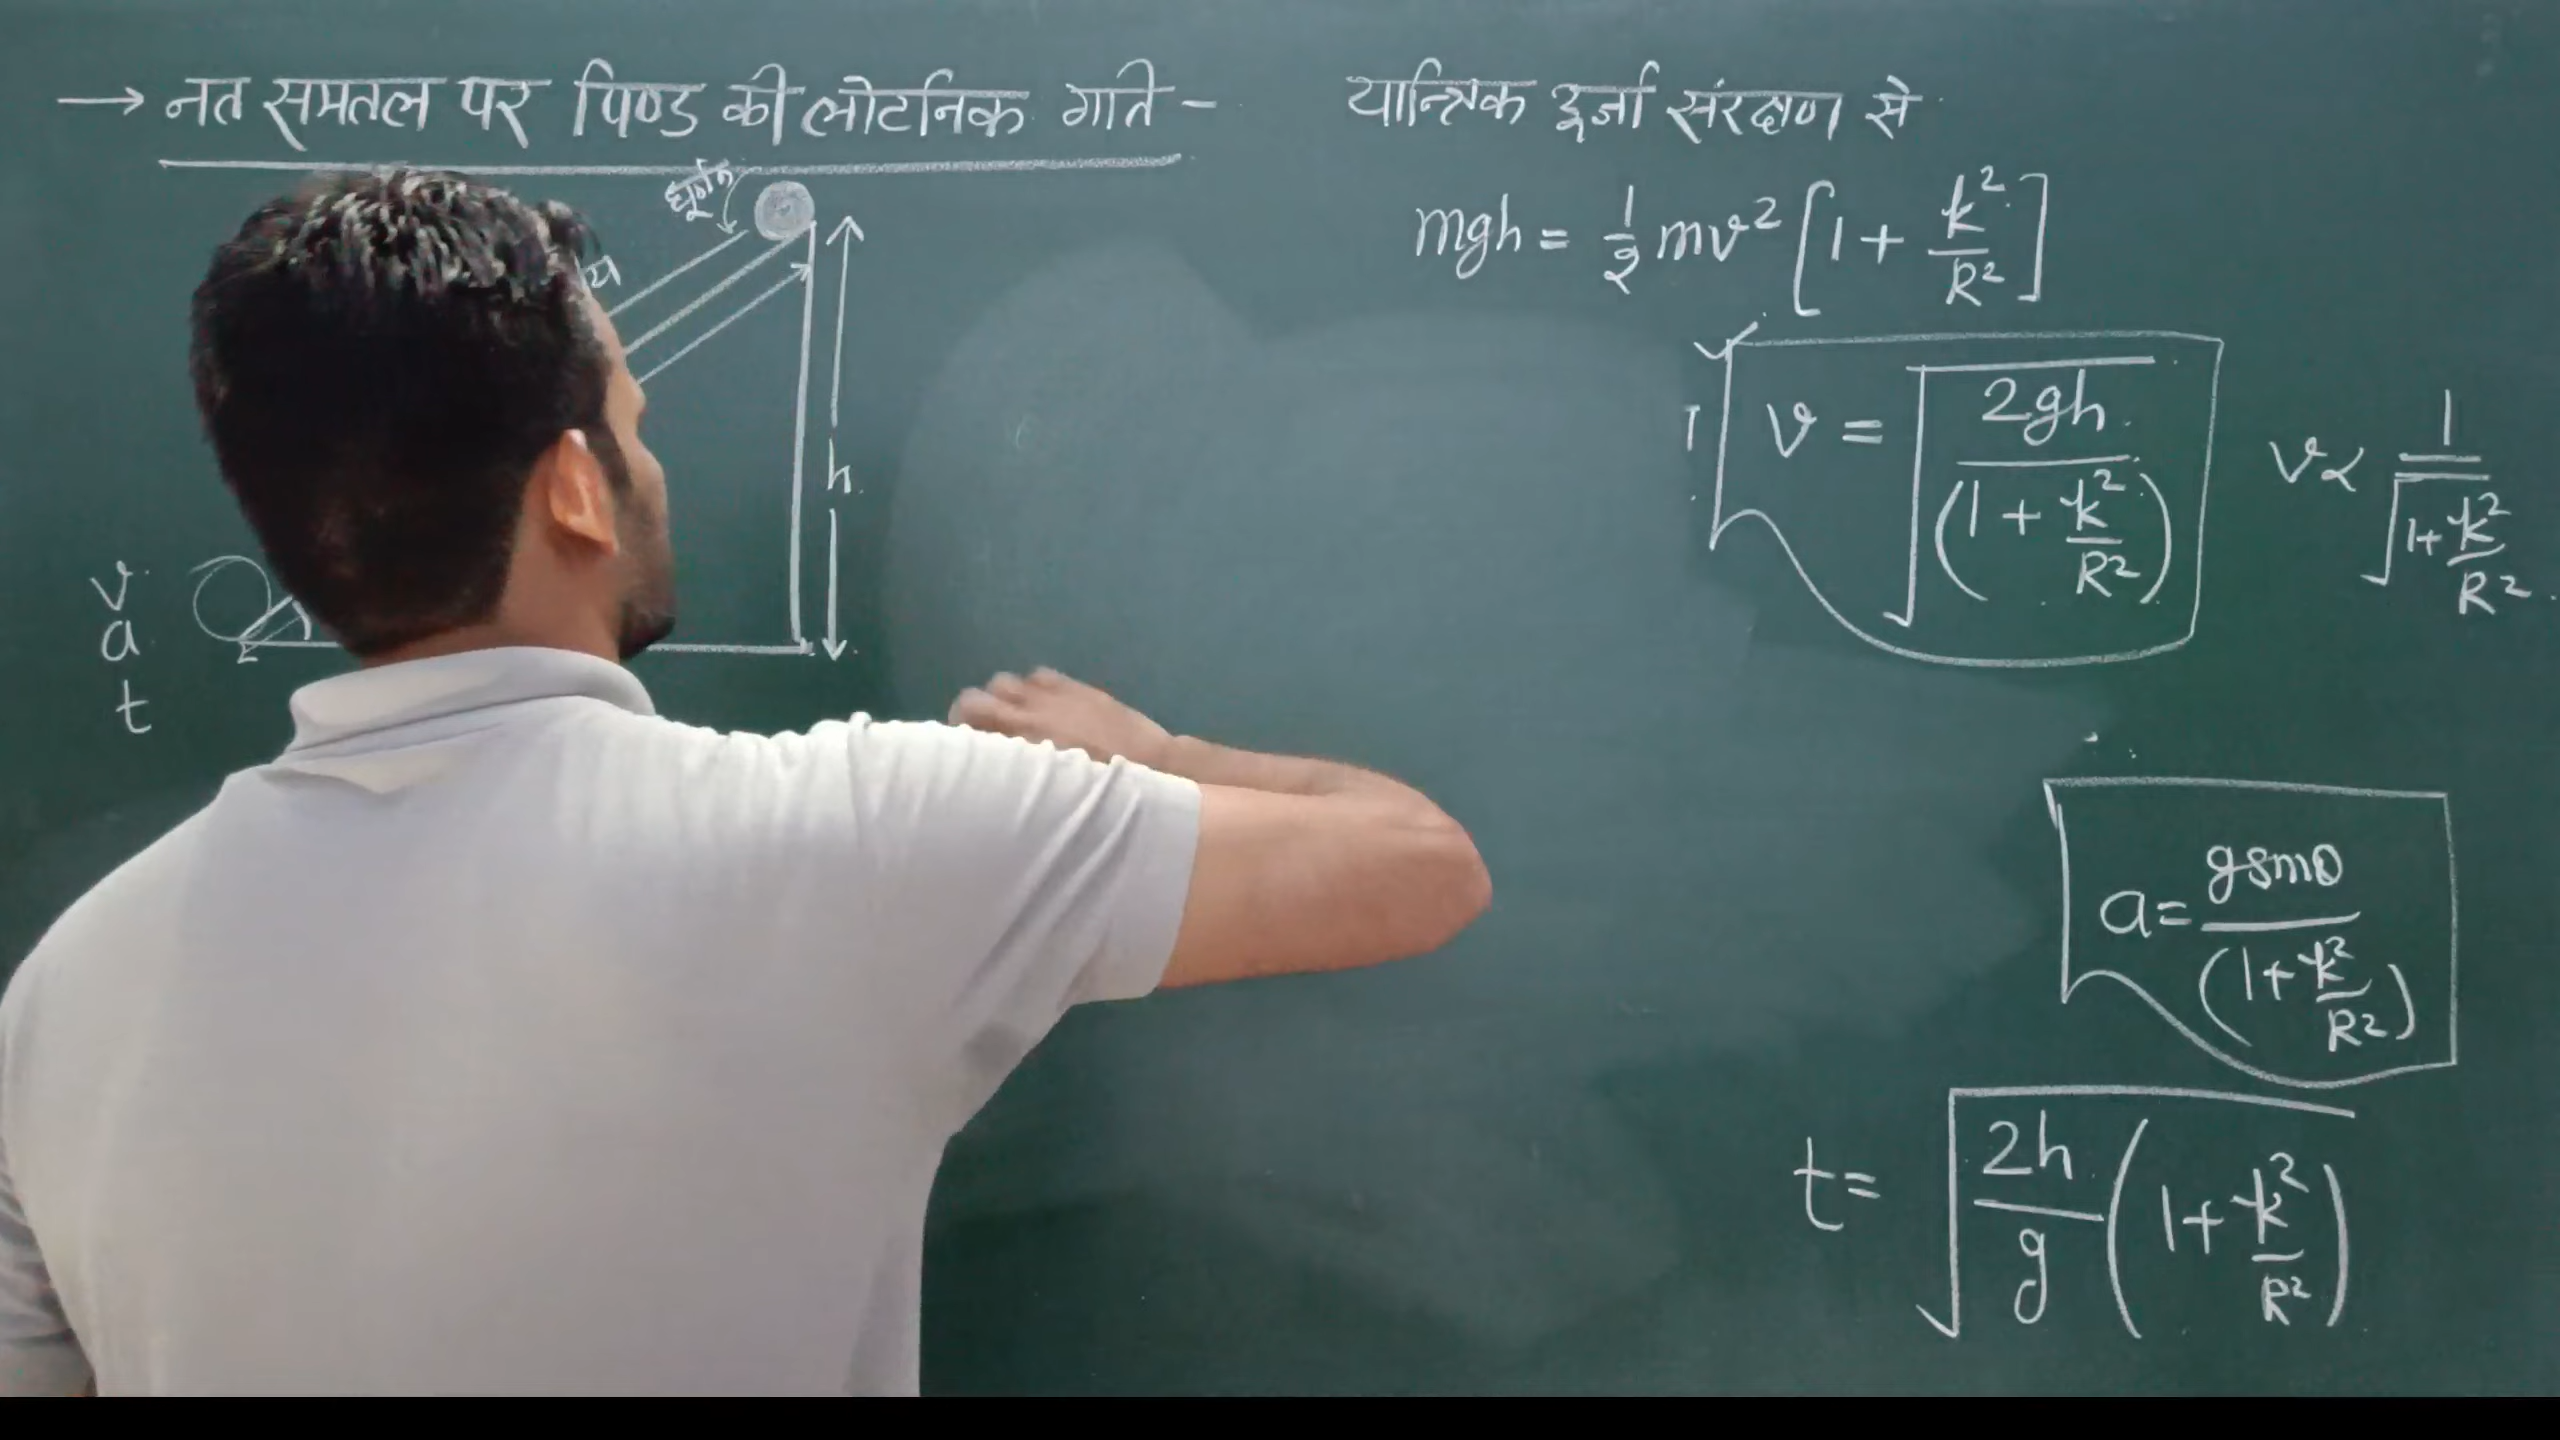 → नत समतल पर पिण्ड की लोटनिक गति -
घूर्णन
h
v
a
t
यान्त्रिक ऊर्जा संरक्षण से
mgh = 1/2 mv² [1 + k²/R²]
v = √(2gh/(1 + k²/R²))
v ∝ 1/√(1 + k²/R²)
a = gsinθ/(1 + k²/R²)
t = √(2h/g (1 + k²/R²))